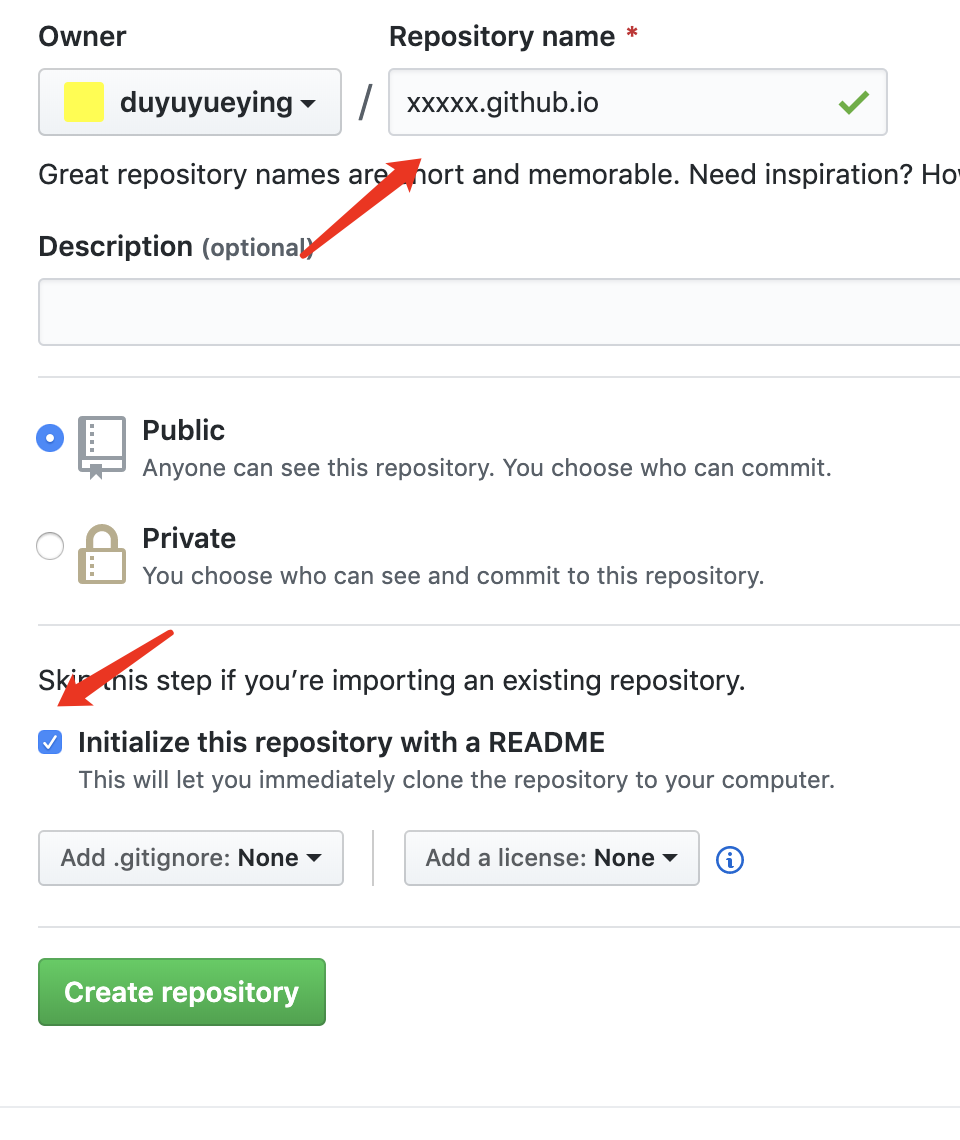 Owner
Repository name *
duyuyueying / xxxxx.github.io
Great repository names are short and memorable. Need inspiration? How
Description (optional)
Public
Anyone can see this repository. You choose who can commit.
Private
You choose who can see and commit to this repository.
Skip this step if you’re importing an existing repository.
Initialize this repository with a README
This will let you immediately clone the repository to your computer.
Add .gitignore: None
Add a license: None
Create repository